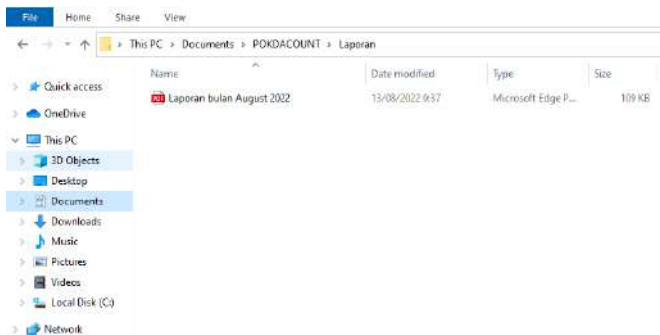 File Home Share View
This PC > Documents > POKDACOUNT > Laporan
Name Date modified Type Size
Laporan bulan August 2022 13/08/2022 9:37 Microsoft Edge P... 109 KB
Quick access
OneDrive
This PC
3D Objects
Desktop
Documents
Downloads
Music
Pictures
Videos
Local Disk (C:)
Network